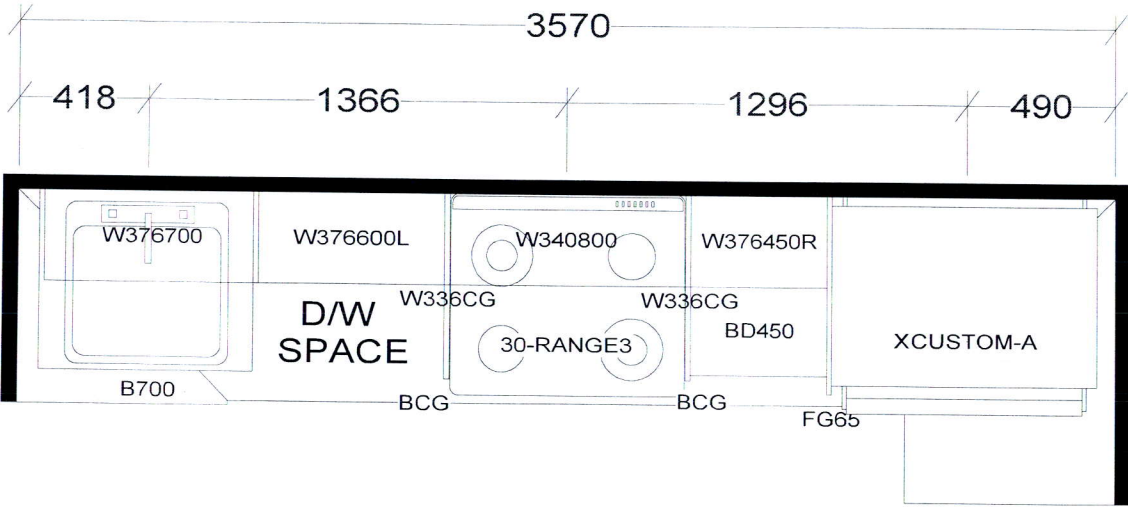 3570
418 1366 1296 490
W376700 W376600L W340800 W376450R
W336CG W336CG
D/W
SPACE
BD450
30-RANGE3
XCUSTOM-A
B700
BCG BCG
FG65